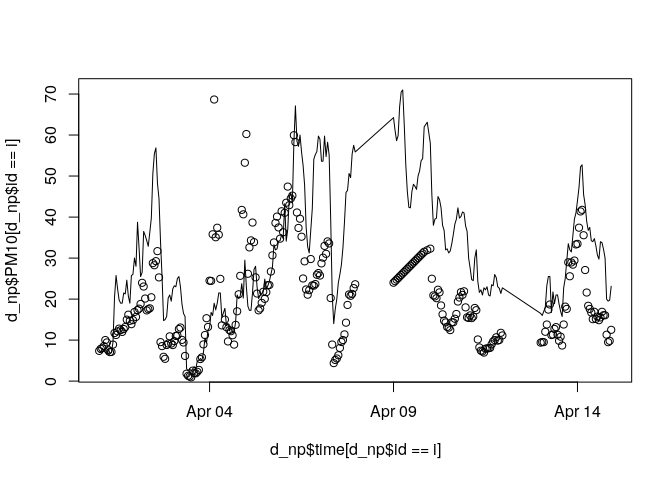 d_np$PM10[d_np$id == i]
70
60
50
40
30
20
10
0
Apr 04 Apr 09 Apr 14
d_np$time[d_np$id == i]